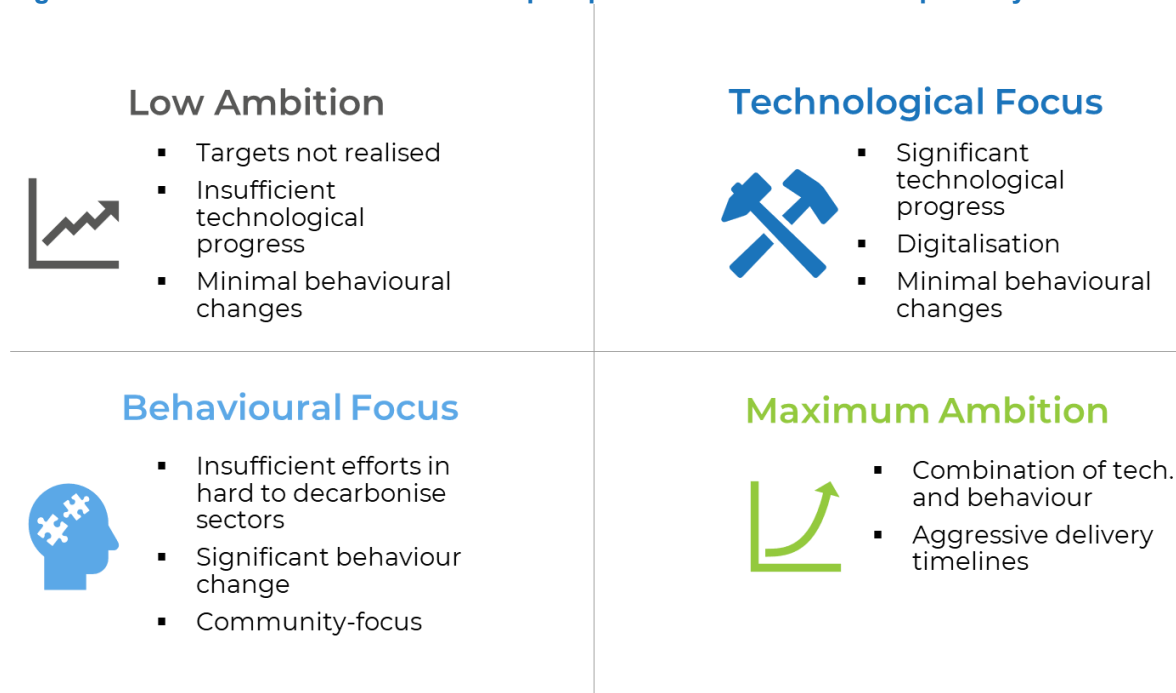 Low Ambition
▪ Targets not realised
▪ Insufficient
technological
progress
▪ Minimal behavioural
changes
Technological Focus
▪ Significant
technological
progress
▪ Digitalisation
▪ Minimal behavioural
changes
Behavioural Focus
▪ Insufficient efforts in
hard to decarbonise
sectors
▪ Significant behaviour
change
▪ Community-focus
Maximum Ambition
▪ Combination of tech.
and behaviour
▪ Aggressive delivery
timelines